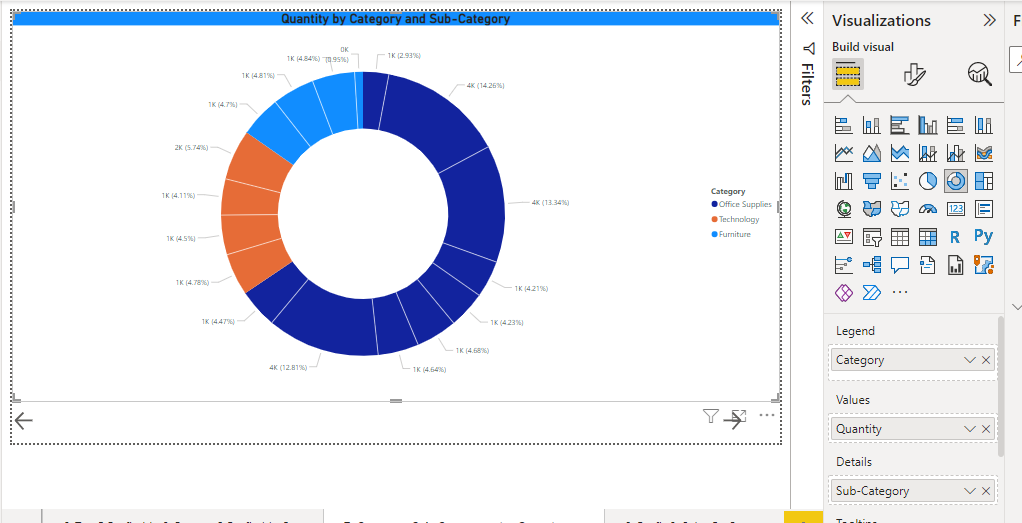 Quantity by Category and Sub-Category
0K
1K (4.84%)
(0.95%)
1K (2.93%)
1K (4.81%)
4K (14.26%)
1K (4.7%)
2K (5.74%)
1K (4.11%)
4K (13.34%)
1K (4.5%)
1K (4.78%)
1K (4.21%)
1K (4.47%)
1K (4.23%)
1K (4.68%)
4K (12.81%)
1K (4.64%)
Category
Office Supplies
Technology
Furniture
Filters
Visualizations
Build visual
123
R
Py
Legend
Category
Values
Quantity
Details
Sub-Category
F